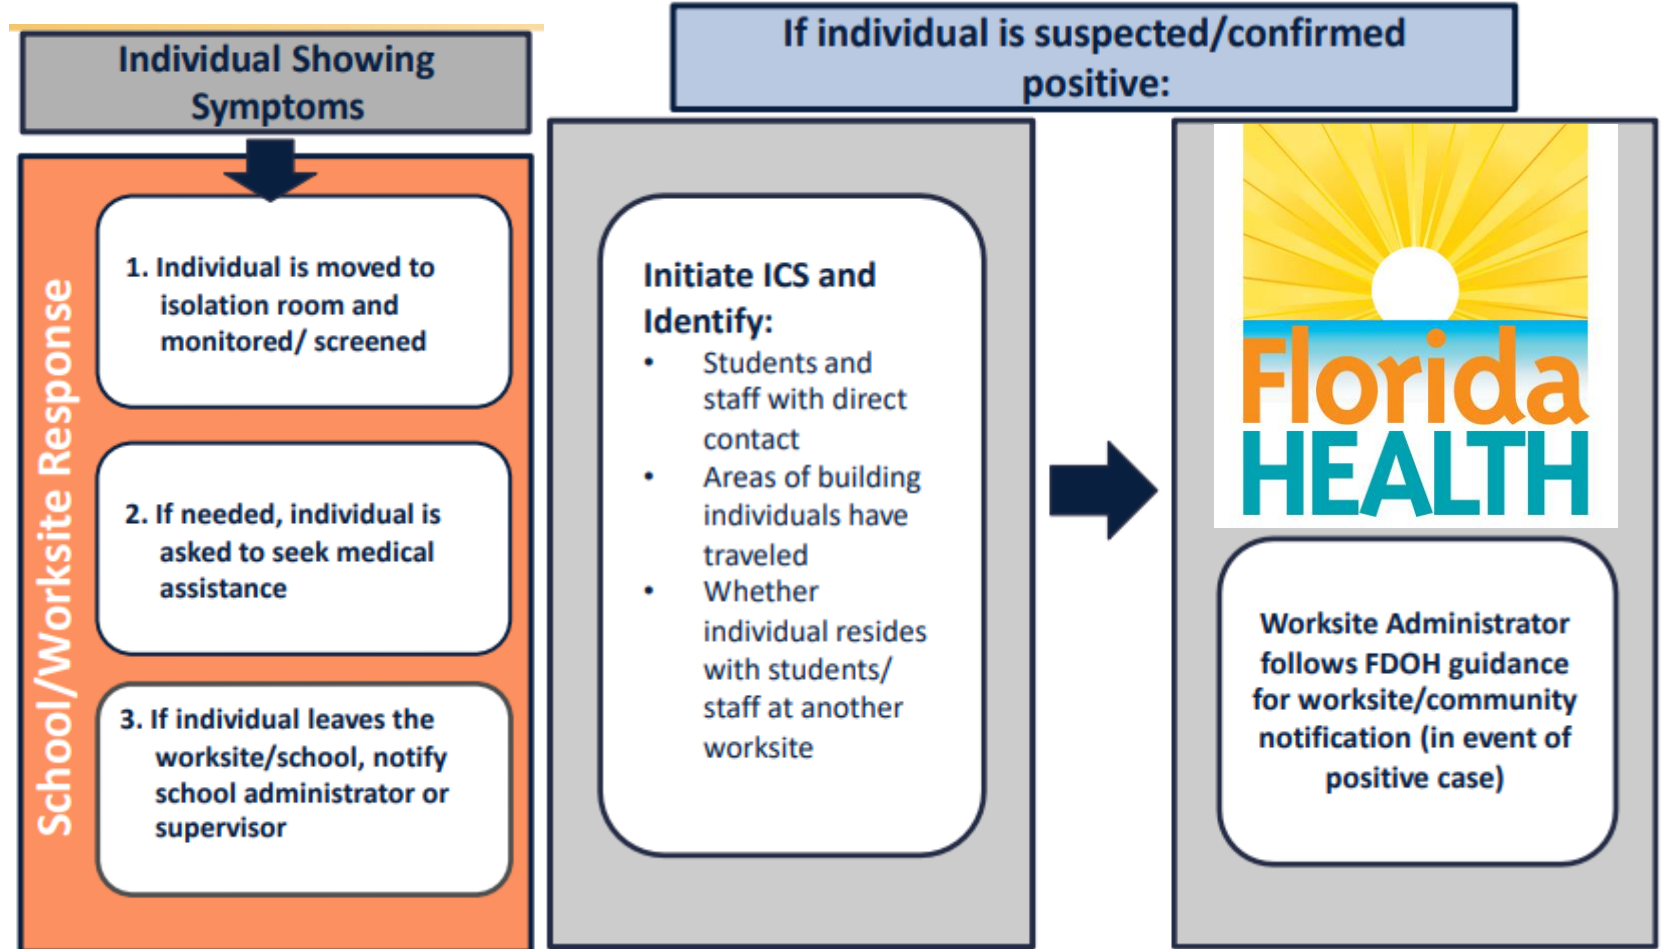 Individual Showing
Symptoms
School/Worksite Response
1. Individual is moved to
isolation room and
monitored/ screened
2. If needed, individual is
asked to seek medical
assistance
3. If individual leaves the
worksite/school, notify
school administrator or
supervisor
If individual is suspected/confirmed
positive:
Initiate ICS and
Identify:
• Students and
staff with direct
contact
• Areas of building
individuals have
traveled
• Whether
individual resides
with students/
staff at another
worksite
Florida
HEALTH
Worksite Administrator
follows FDOH guidance
for worksite/community
notification (in event of
positive case)